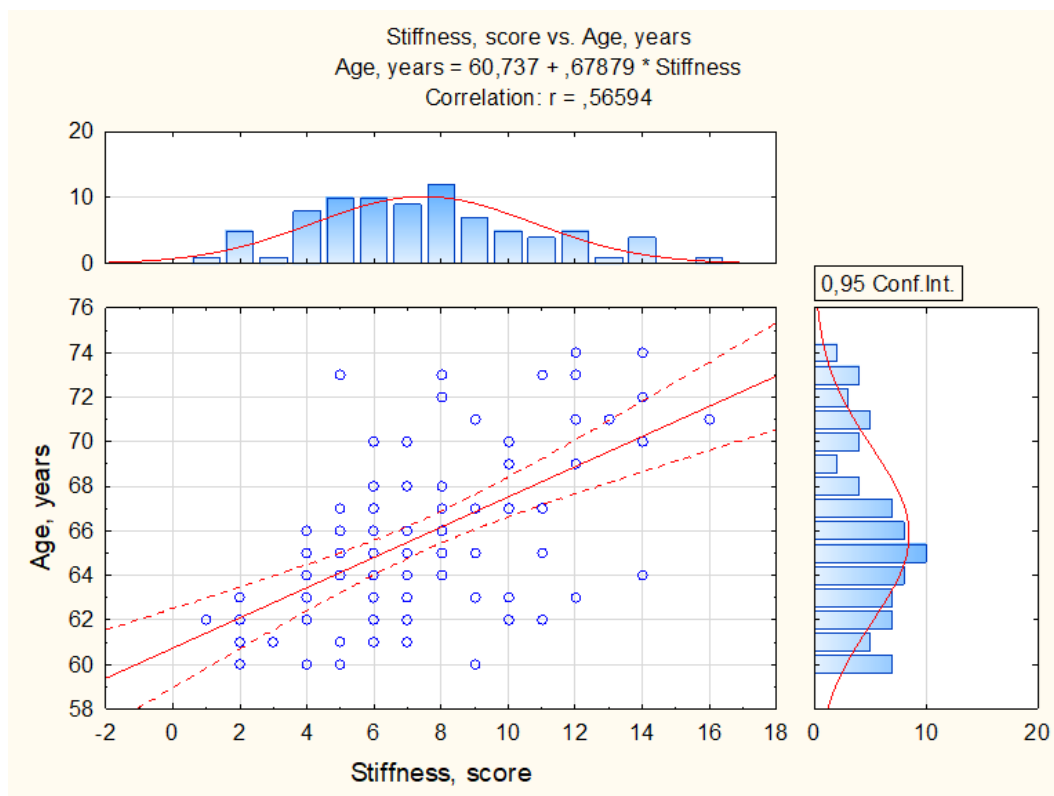 Stiffness, score vs. Age, years
Age, years = 60,737 + ,67879 * Stiffness
Correlation: r = ,56594
20
10
0
0,95 Conf.Int.
76
74
72
70
68
66
64
62
60
58
Age, years
-2 0 2 4 6 8 10 12 14 16 18
0 10 20
Stiffness, score